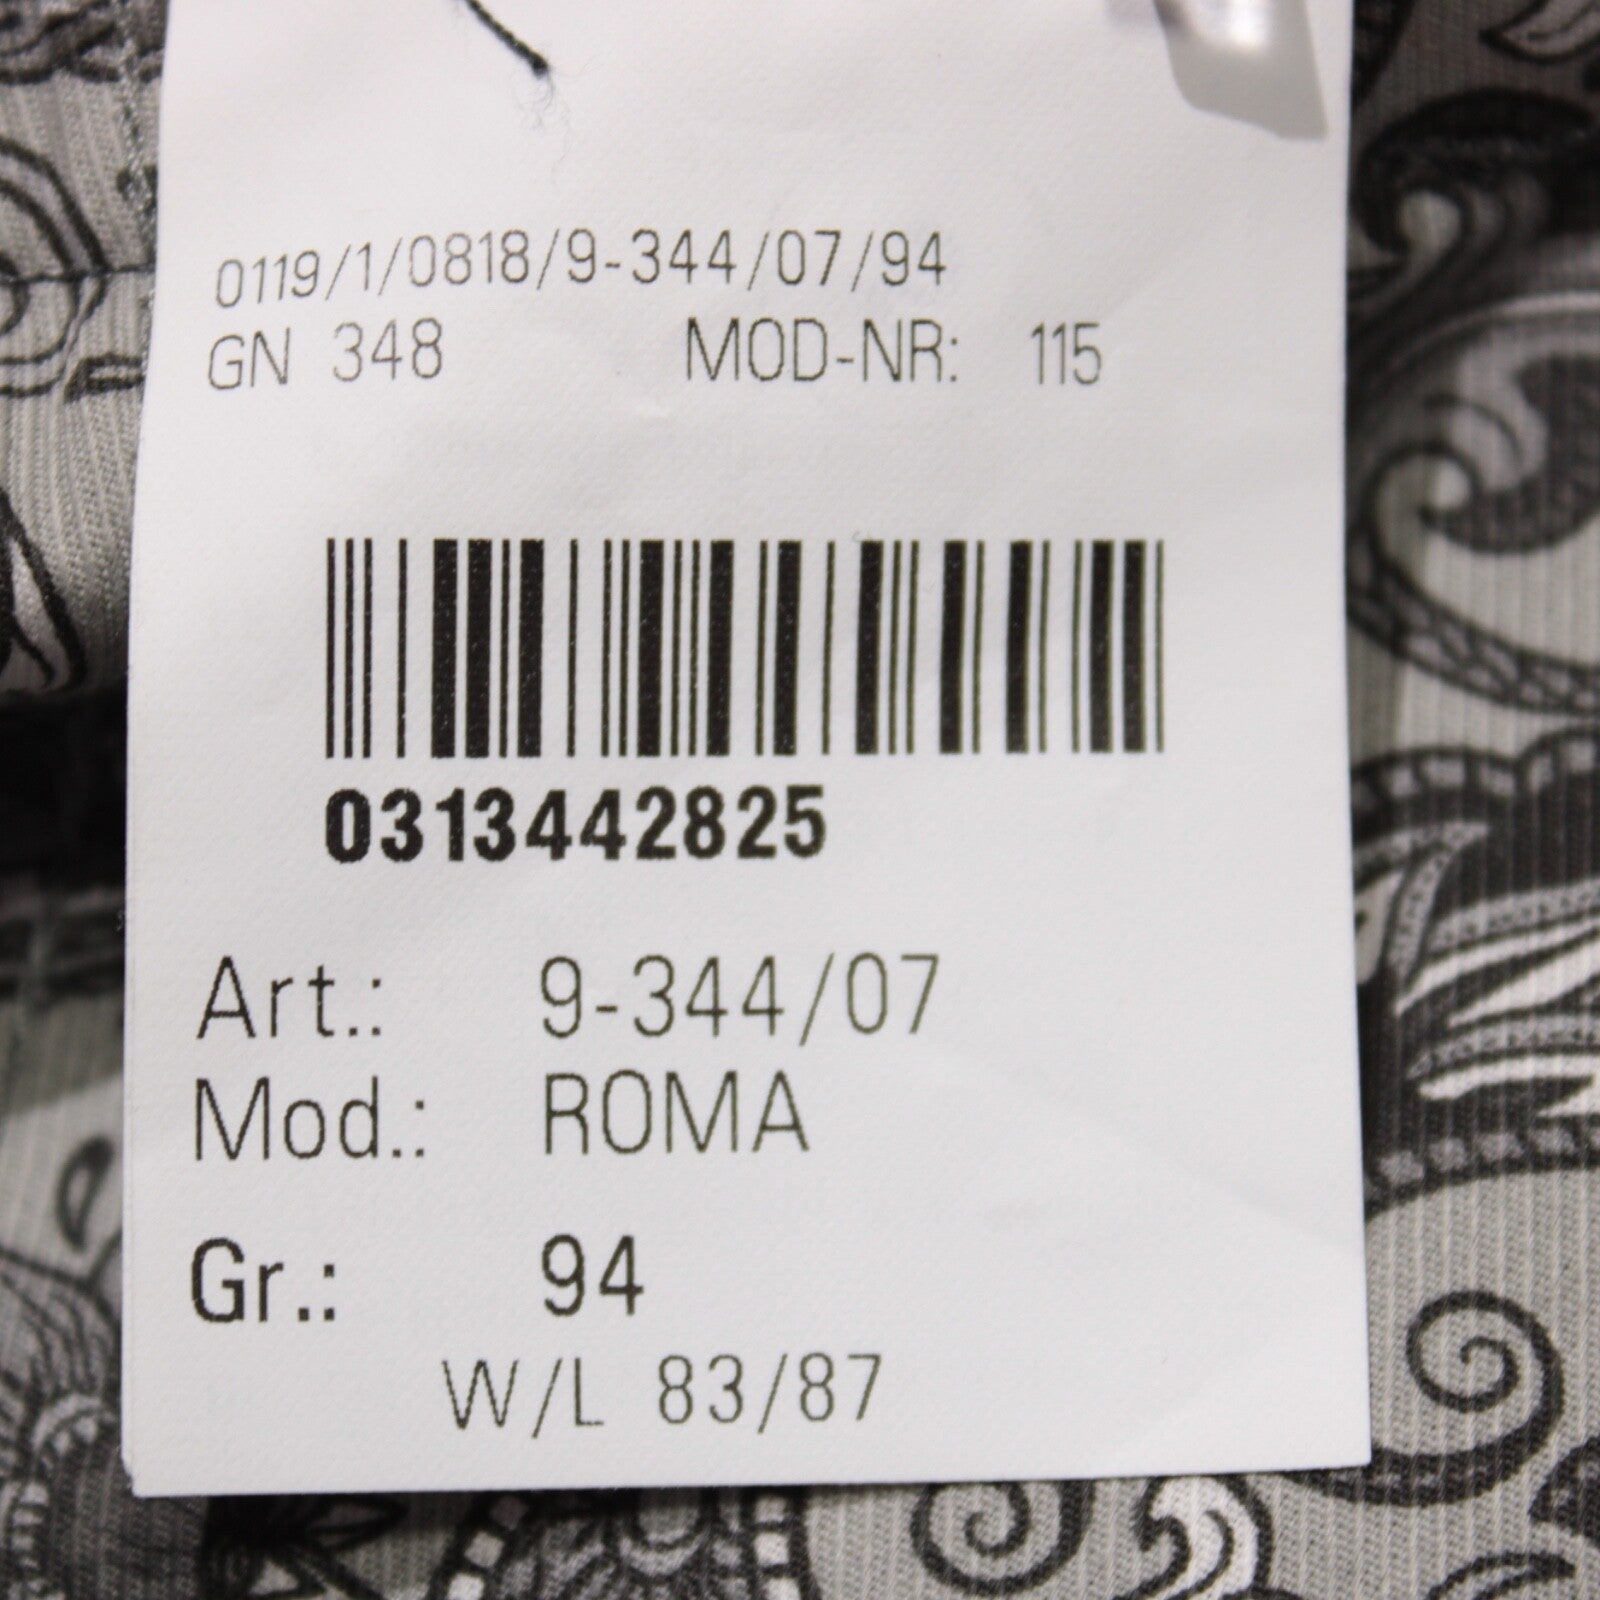 0119/1/0818/9-344/07/94
GN 348 MOD-NR: 115
0313442825
Art.: 9-344/07
Mod.: ROMA
Gr.: 94
W/L 83/87